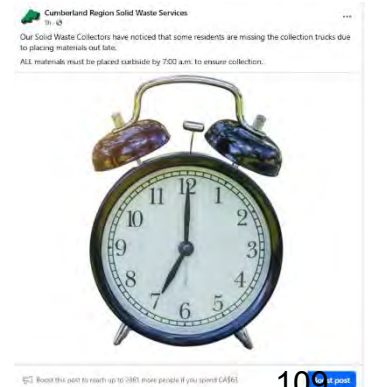 Cumberland Region Solid Waste Services
1h ·
Our Solid Waste Collectors have noticed that some residents are missing the collection trucks due
to placing materials out late.
ALL materials must be placed curbside by 7:00 a.m. to ensure collection.
12
11 1
10 2
9 3
8 4
7 5
6
Boost this post to reach up to more people if you spend
109
post